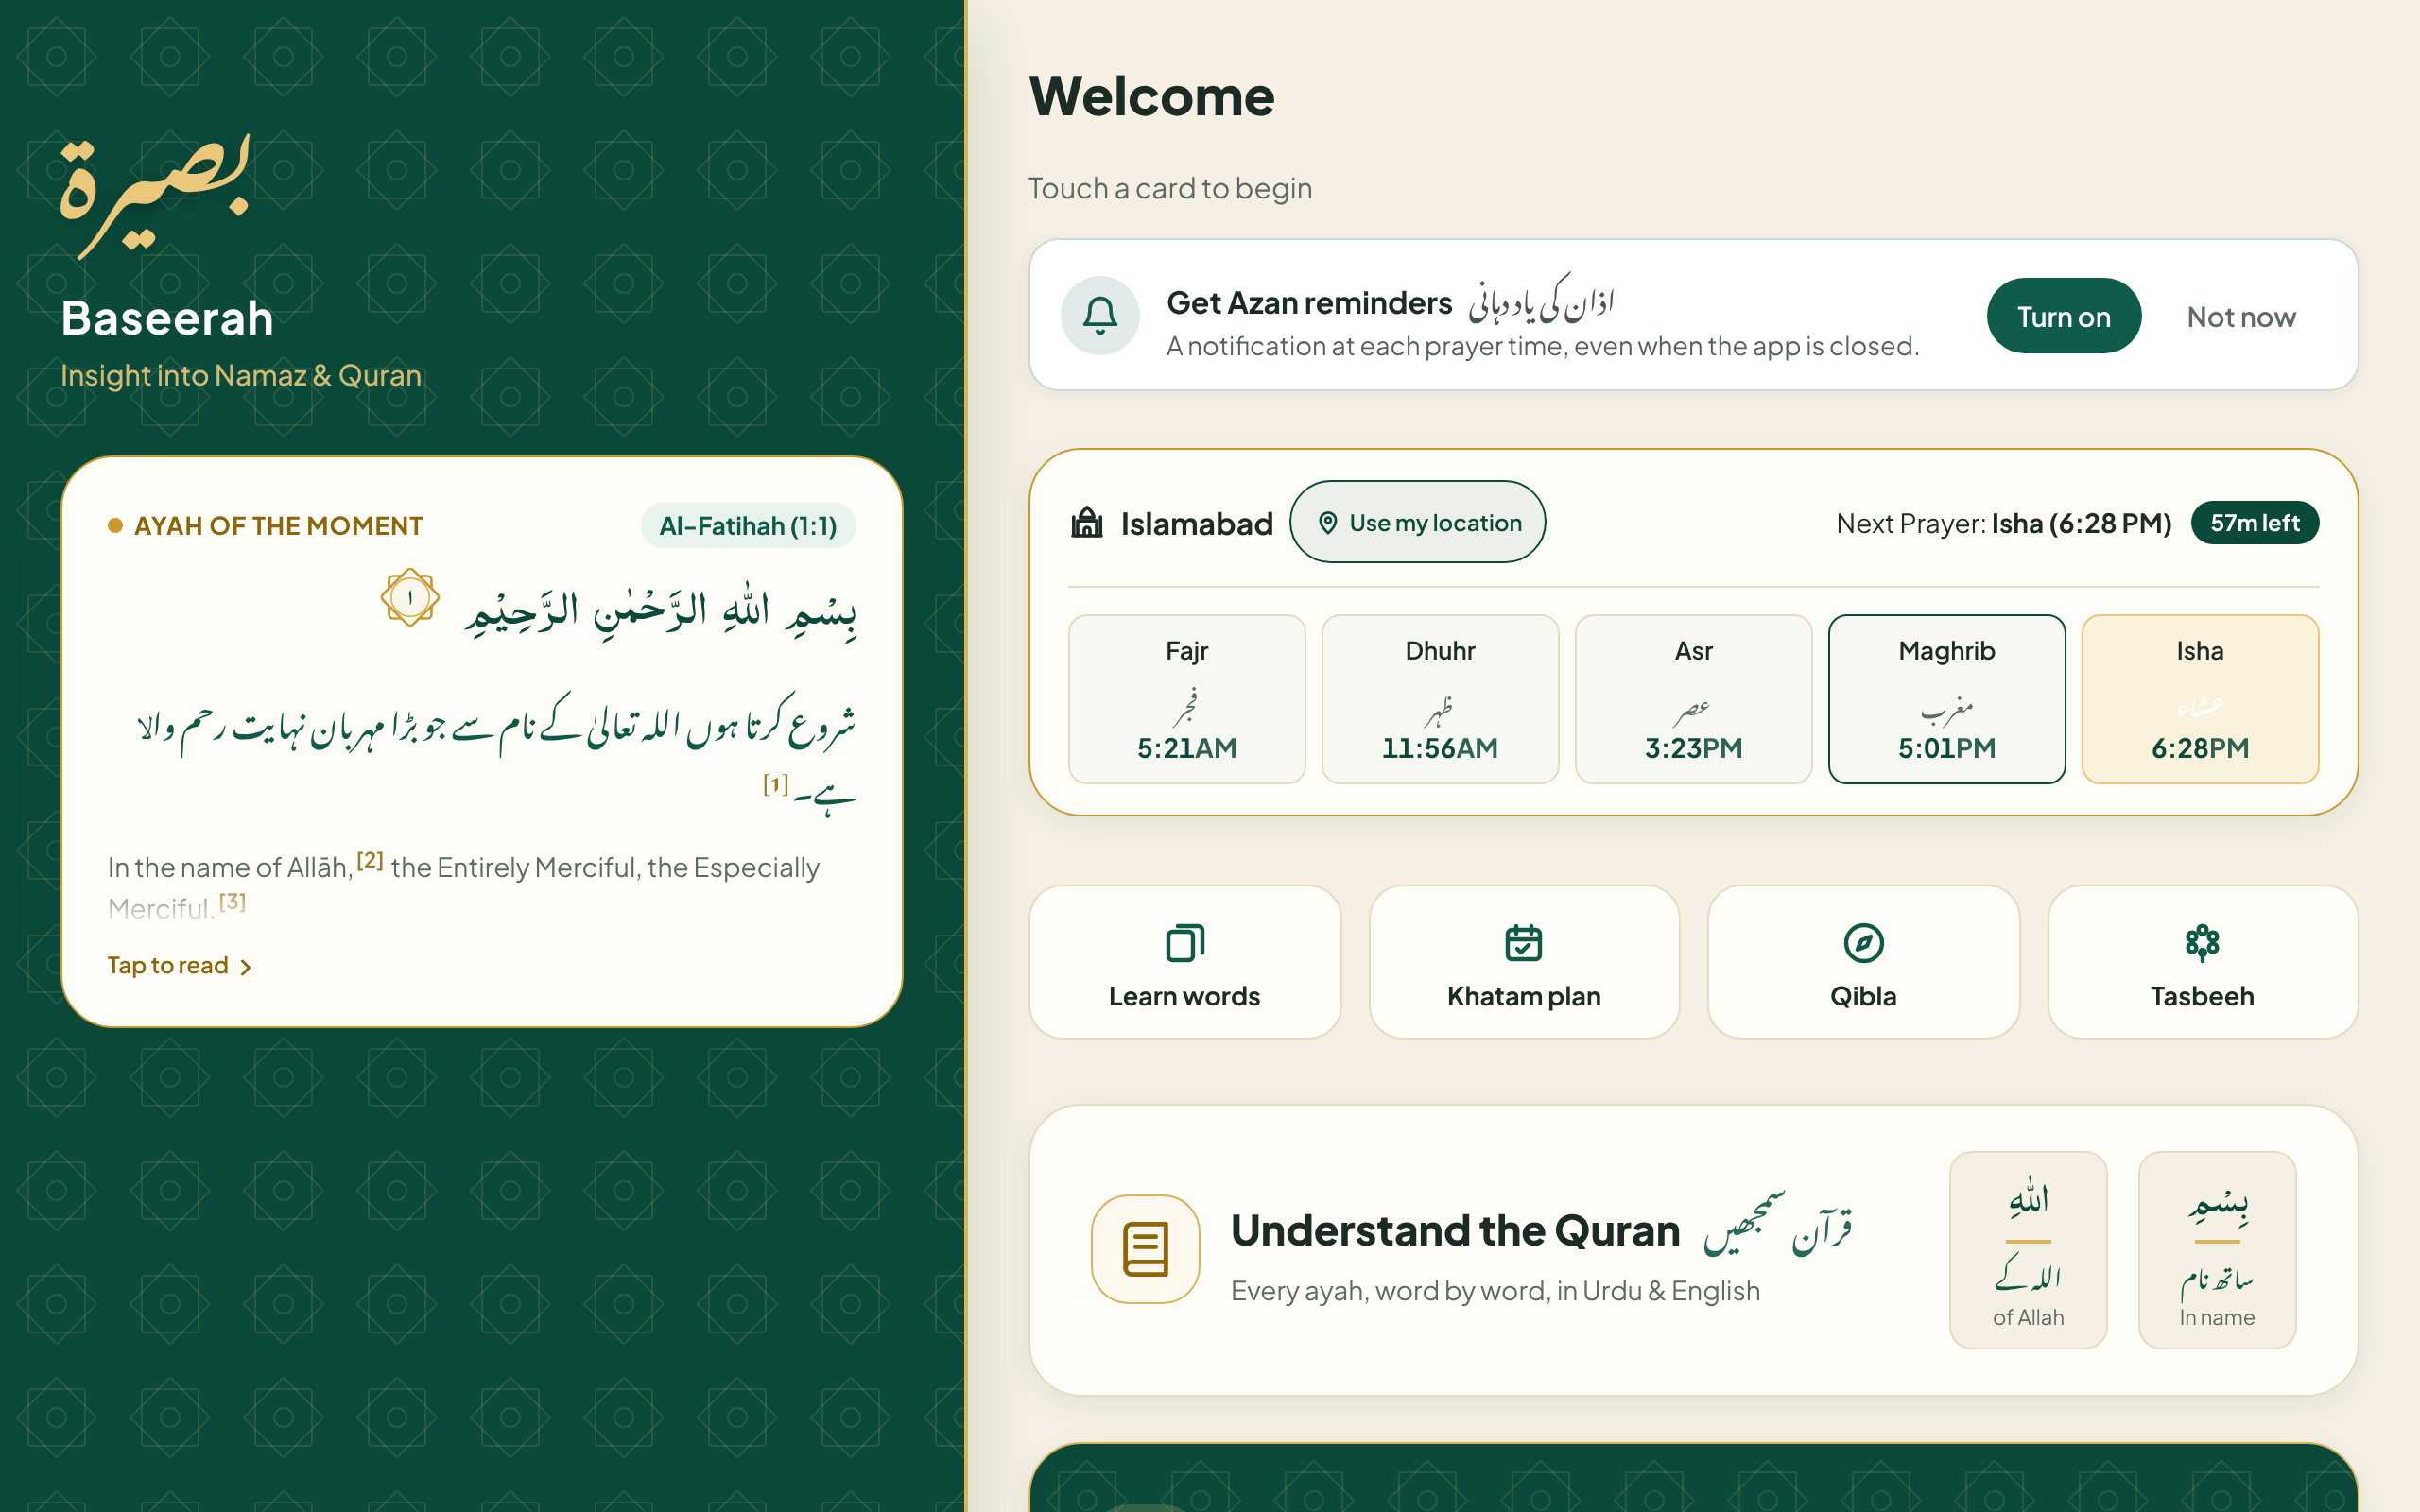 بصيرة
Baseerah
Insight into Namaz & Quran
AYAH OF THE MOMENT
Al-Fatihah (1:1)
بِسْمِ اللّٰهِ الرَّحْمٰنِ الرَّحِيْمِ ١
شروع کرتا ہوں اللہ تعالیٰ کے نام سے جو بڑا مہربان نہایت رحم والا
ہے۔[1]
In the name of Allāh,[2] the Entirely Merciful, the Especially
Merciful.[3]
Tap to read
Welcome
Touch a card to begin
Get Azan reminders اذان کی یاد دہانی
A notification at each prayer time, even when the app is closed.
Turn on
Not now
Islamabad
Use my location
Next Prayer: Isha (6:28 PM)
57m left
Fajr
فجر
5:21AM
Dhuhr
ظہر
11:56AM
Asr
عصر
3:23PM
Maghrib
مغرب
5:01PM
Isha
عشاء
6:28PM
Learn words
Khatam plan
Qibla
Tasbeeh
Understand the Quran قرآن سمجھیں
Every ayah, word by word, in Urdu & English
بِسْمِ
ساتھ نام
In name
اللّٰهِ
اللہ کے
of Allah